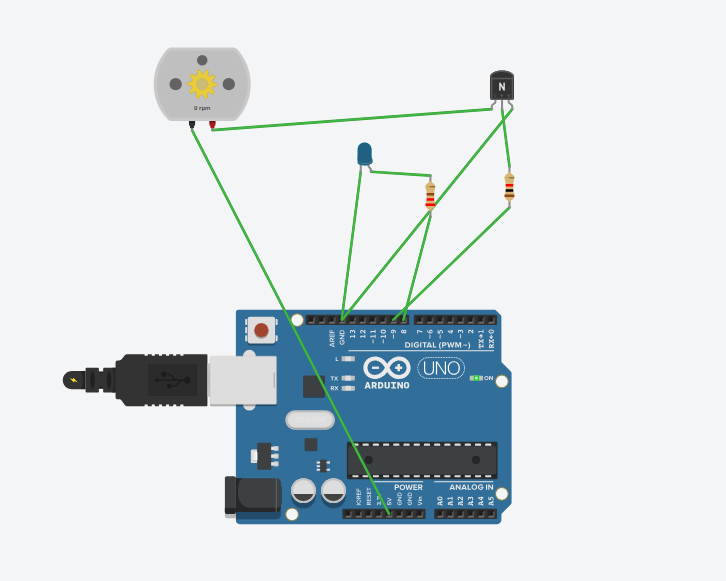 0 rpm
N
AREF
GND
13
12
~11
~10
~9
8
7
~6
~5
4
~3
2
TX→1
RX←0
DIGITAL (PWM~)
L
TX
RX
ARDUINO
UNO
ON
IOREF
RESET
5V
GND
GND
Vin
POWER
A0
A1
A2
A3
A4
A5
ANALOG IN